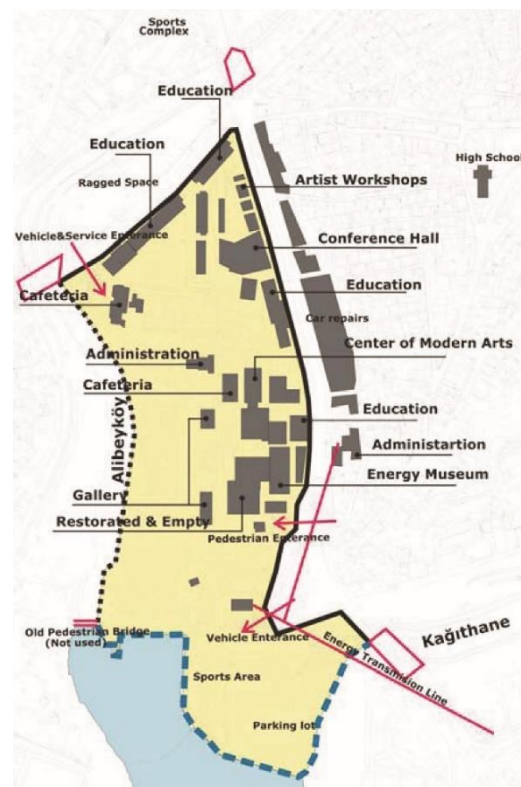 Sports
Complex
Education
Education
High School
Ragged Space
Artist Workshops
Vehicle&Service Enterance
Conference Hall
Cafeteria
Education
Car repairs
Center of Modern Arts
Administration
Cafeteria
Alibeyköy
Education
Administartion
Energy Museum
Gallery
Restorated & Empty
Pedestrian Enterance
Kağıthane
Old Pedestrian Bridge
(Not used)
Vehicle Enterance
Energy Transmision Line
Sports Area
Parking lot